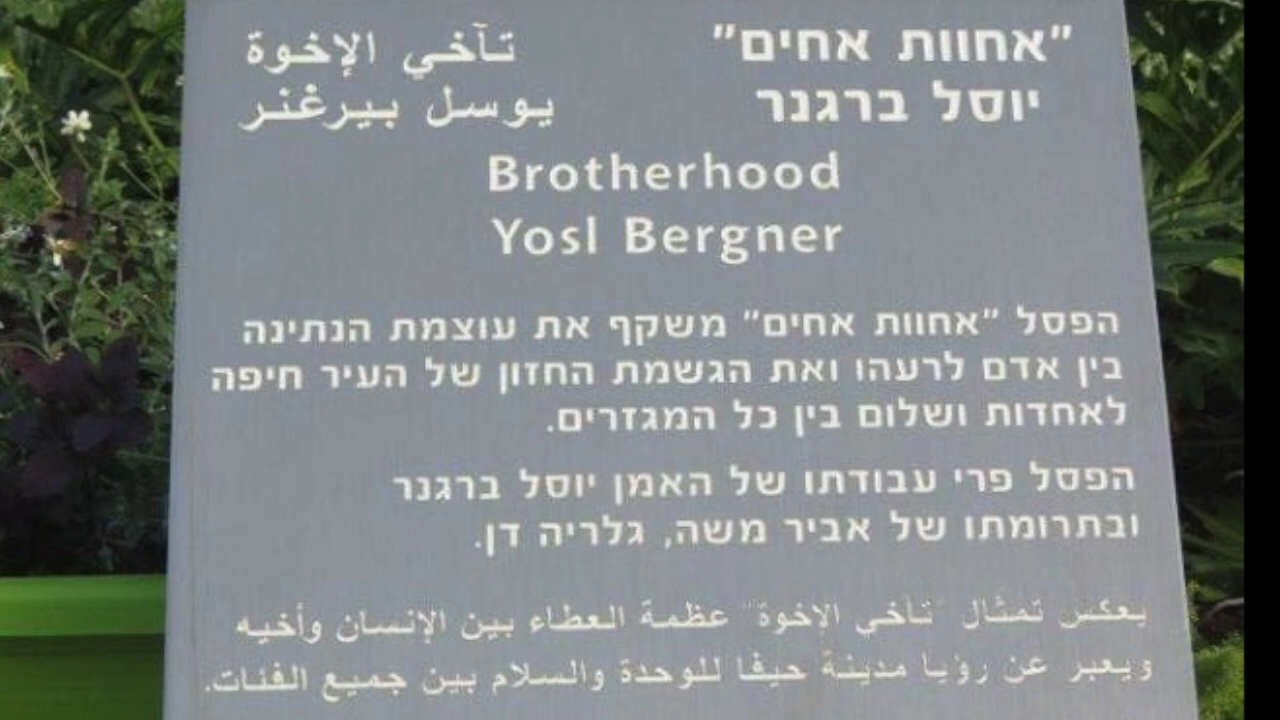 "אחוות אחים"
יוסל ברגנר
تآخي الإخوة
يوسل بيرغنر
Brotherhood
Yosl Bergner
הפסל "אחוות אחים" משקף את עוצמת הנתינה
בין אדם לרעהו ואת הגשמת החזון של העיר חיפה
לאחדות ושלום בין כל המגזרים.
הפסל פרי עבודתו של האמן יוסל ברגנר
ובתרומתו של אביר משה, גלריה דן.
يعكس تمثال "تآخي الإخوة" عظمة العطاء بين الإنسان وأخيه
ويعبر عن رؤيا مدينة حيفا للوحدة والسلام بين جميع الفئات.